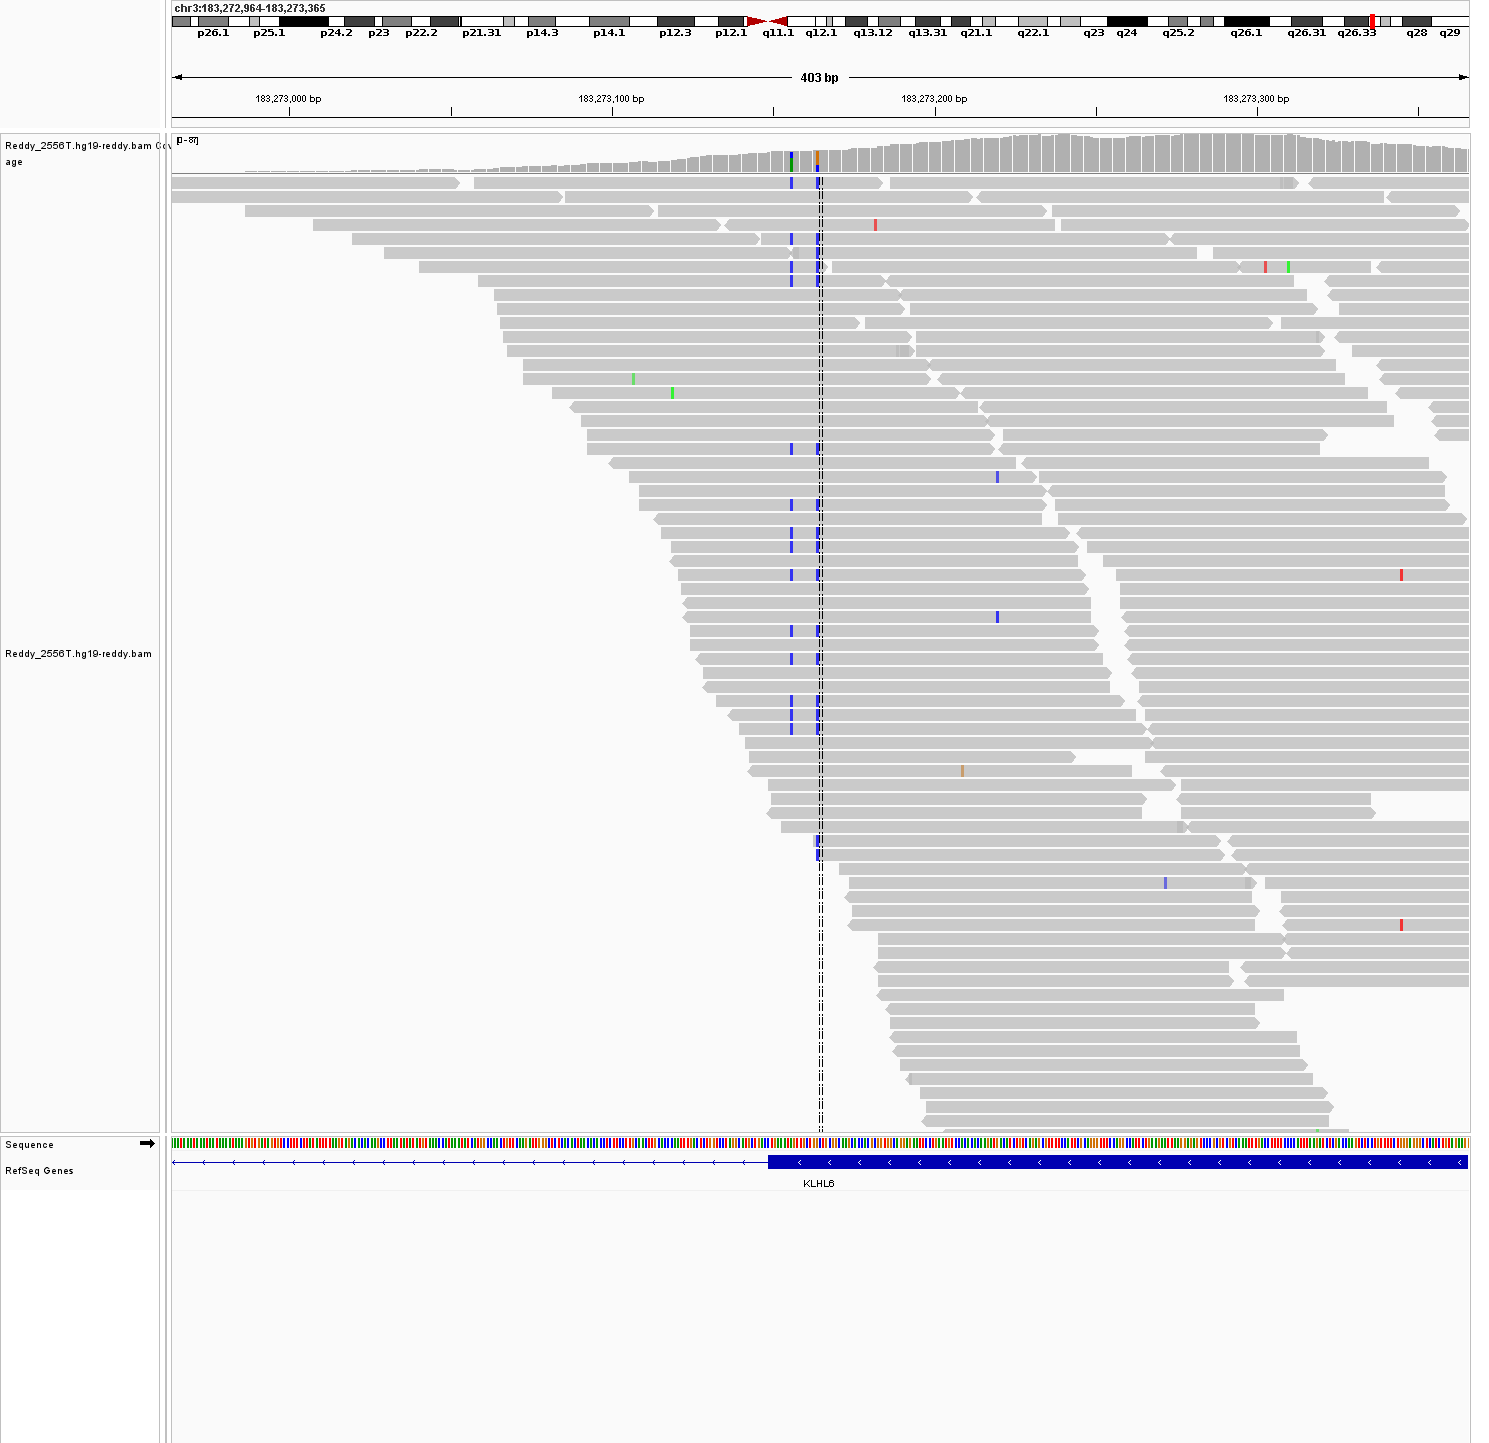 chr3:183,272,964-183,273,365
p26.1 p25.1 p24.2 p23 p22.2 p21.31 p14.3 p14.1 p12.3 p12.1 q11.1 q12.1 q13.12 q13.31 q21.1 q22.1 q23 q24 q25.2 q26.1 q26.31 q26.33 q28 q29
403 bp
183,273,000 bp 183,273,100 bp 183,273,200 bp 183,273,300 bp
[0 - 87]
Reddy_2556T.hg19-reddy.bam Cov
age
Reddy_2556T.hg19-reddy.bam
Sequence
RefSeq Genes
KLHL6